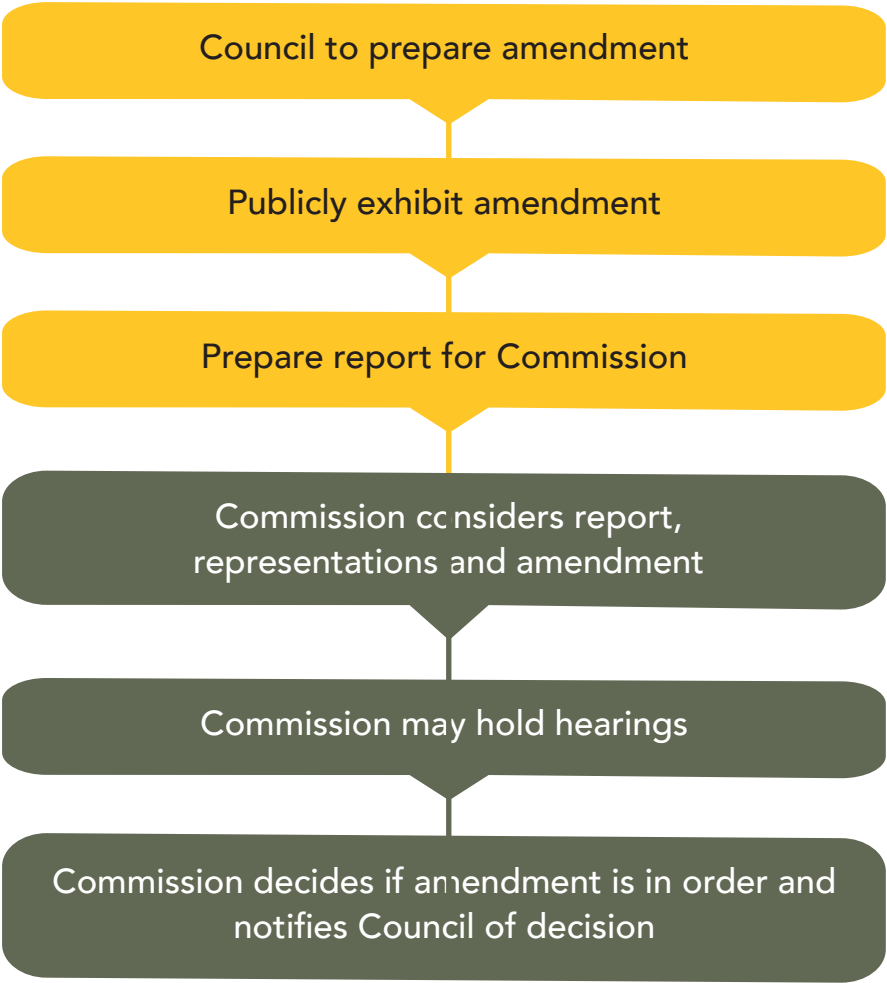 Council to prepare amendment
Publicly exhibit amendment
Prepare report for Commission
Commission considers report,
representations and amendment
Commission may hold hearings
Commission decides if amendment is in order and
notifies Council of decision